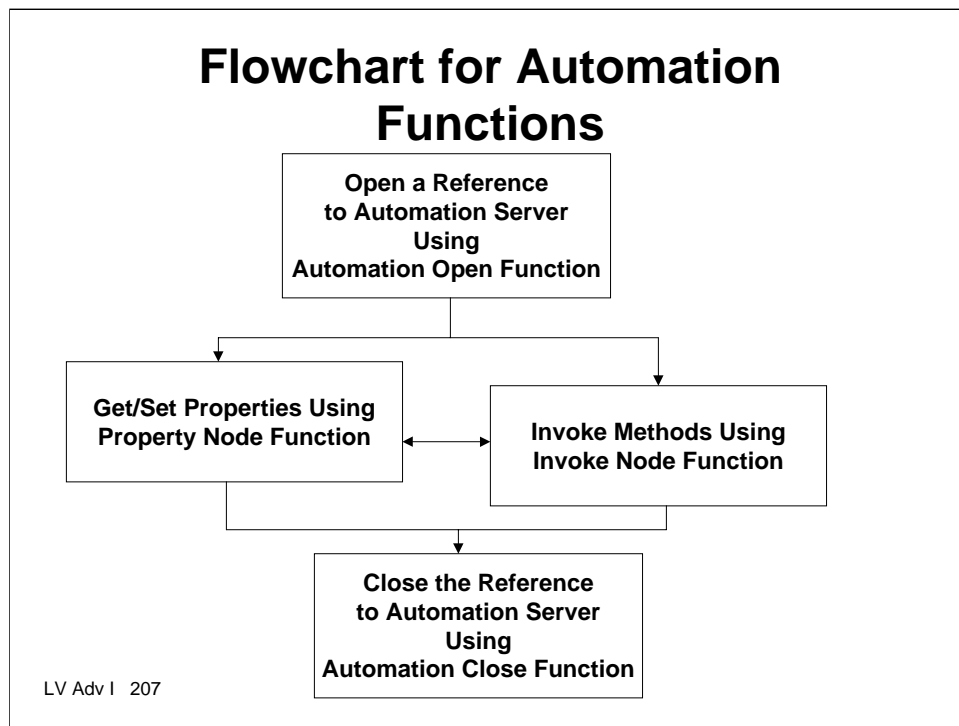 Flowchart for Automation
Functions
Open a Reference
to Automation Server
Using
Automation Open Function
Get/Set Properties Using
Property Node Function
Invoke Methods Using
Invoke Node Function
Close the Reference
to Automation Server
Using
Automation Close Function
LV Adv I 207